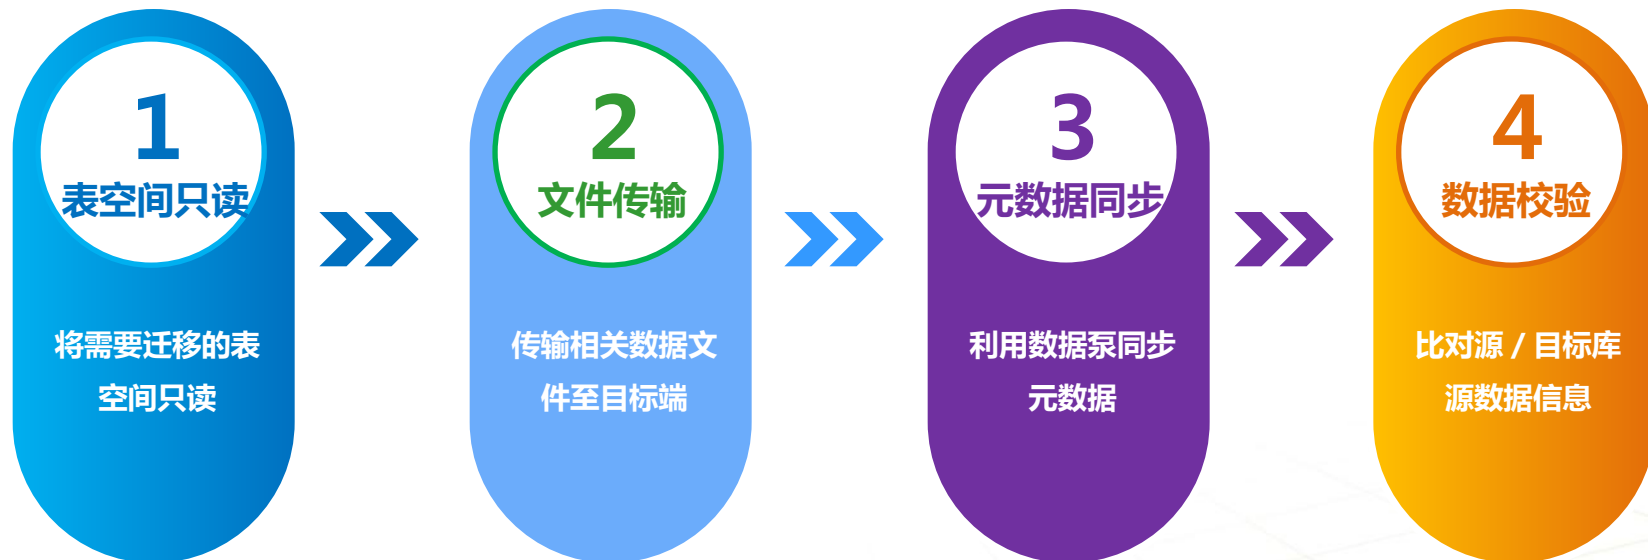 1
表空间只读
将需要迁移的表
空间只读
2
文件传输
传输相关数据文
件至目标端
3
元数据同步
利用数据泵同步
元数据
4
数据校验
比对源 / 目标库
源数据信息